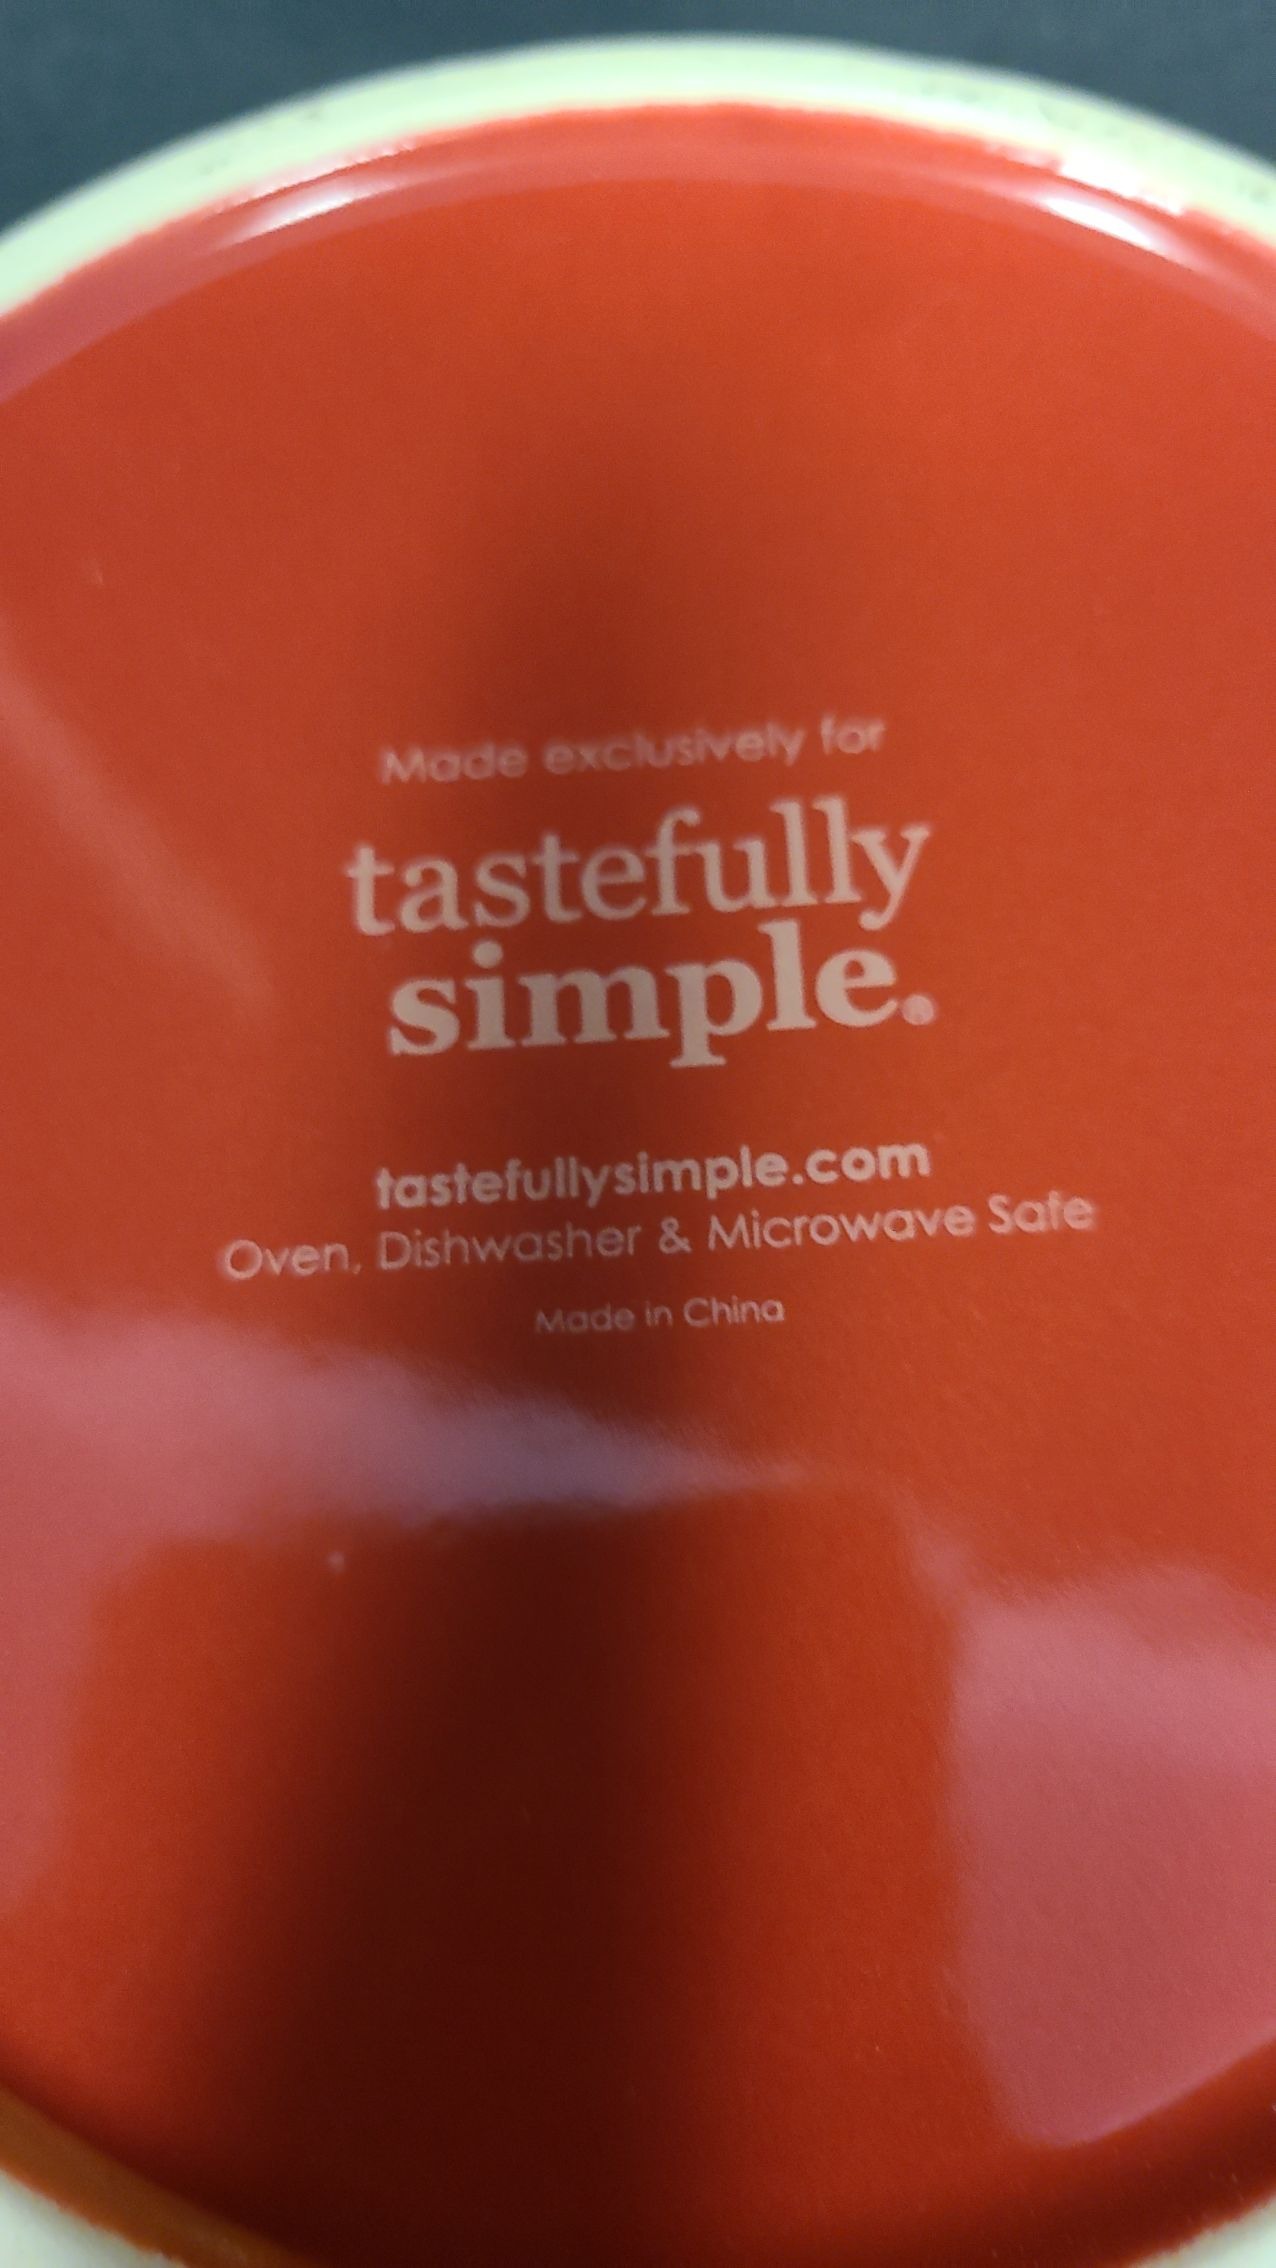 Made exclusively for
tastefully
simple.
tastefullysimple.com
Oven, Dishwasher & Microwave Safe
Made in China